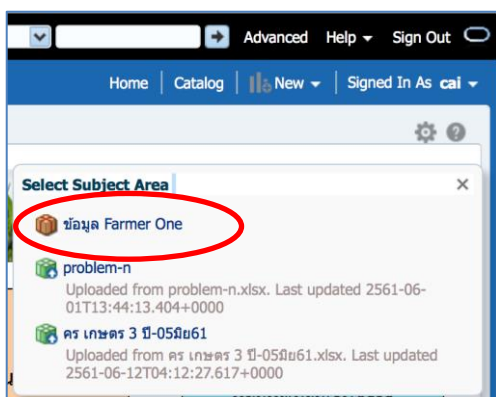 Advanced Help Sign Out
Home Catalog New Signed In As cai
Select Subject Area
ข้อมูล Farmer One
problem-n
Uploaded from problem-n.xlsx. Last updated 2561-06-
01T13:44:13.404+0000
คร เกษตร 3 ปี-05มิย61
Uploaded from คร เกษตร 3 ปี-05มิย61.xlsx. Last updated
2561-06-12T04:12:27.617+0000